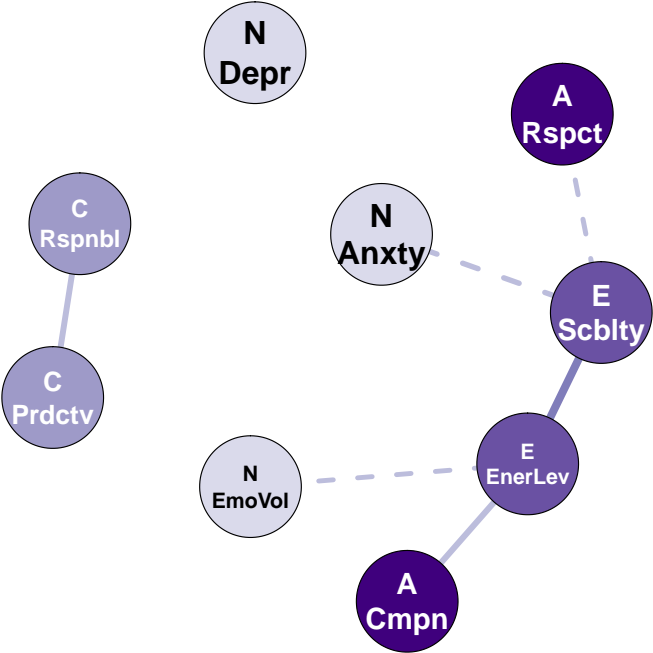 N
Depr
A
Rspct
C
Rspnbl
N
Anxty
E
Scblty
C
Prdctv
E
EnerLev
N
EmoVol
A
Cmpn